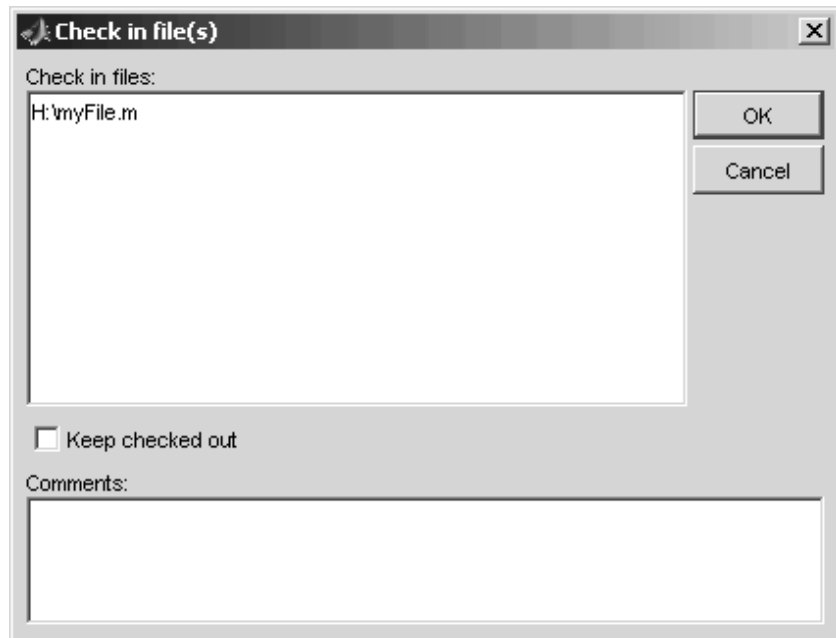 Check in file(s)
Check in files:
H:\myFile.m
OK
Cancel
Keep checked out
Comments: